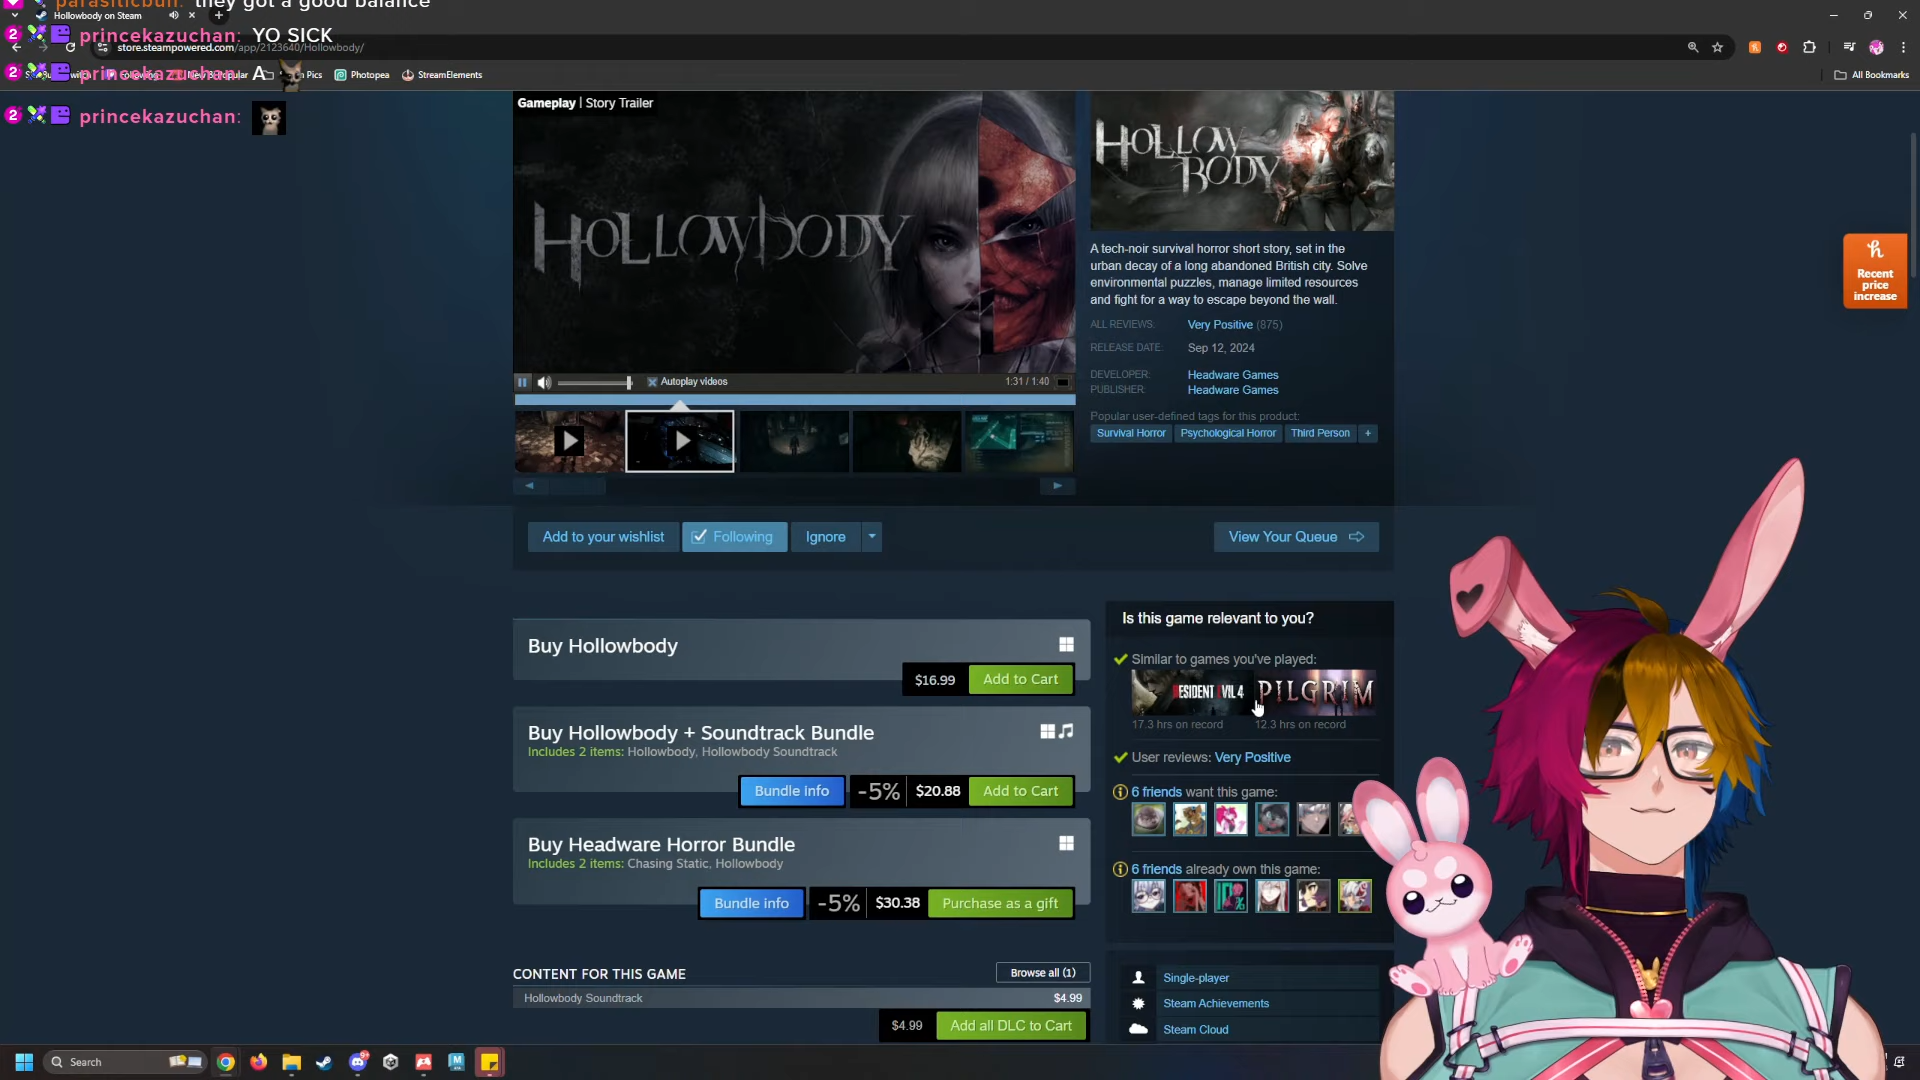 parasiticbun: they got a good balance
Hollowbody on Steam
princekazuchan: YO SICK
store.steampowered.com/app/2123640/Hollowbody/
princekazuchan: A
Pics
Photopea
StreamElements
All Bookmarks
princekazuchan:
Gameplay | Story Trailer
HOLLOWBODY
Autoplay videos
1:31 / 1:40
HOLLOW
BODY
A tech-noir survival horror short story, set in the
urban decay of a long abandoned British city. Solve
environmental puzzles, manage limited resources
and fight for a way to escape beyond the wall.
ALL REVIEWS: Very Positive (875)
RELEASE DATE: Sep 12, 2024
DEVELOPER: Headware Games
PUBLISHER: Headware Games
Popular user-defined tags for this product:
Survival Horror Psychological Horror Third Person +
h
Recent
price
increase
Add to your wishlist
Following
Ignore
View Your Queue
Buy Hollowbody
$16.99
Add to Cart
Buy Hollowbody + Soundtrack Bundle
Includes 2 items: Hollowbody, Hollowbody Soundtrack
Bundle info
-5%
$20.88
Add to Cart
Buy Headware Horror Bundle
Includes 2 items: Chasing Static, Hollowbody
Bundle info
-5%
$30.38
Purchase as a gift
CONTENT FOR THIS GAME
Browse all (1)
Hollowbody Soundtrack
$4.99
$4.99
Add all DLC to Cart
Is this game relevant to you?
Similar to games you've played:
RESIDENT EVIL 4
PILGRIM
17.3 hrs on record
12.3 hrs on record
User reviews: Very Positive
6 friends want this game:
6 friends already own this game:
Single-player
Steam Achievements
Steam Cloud
Search